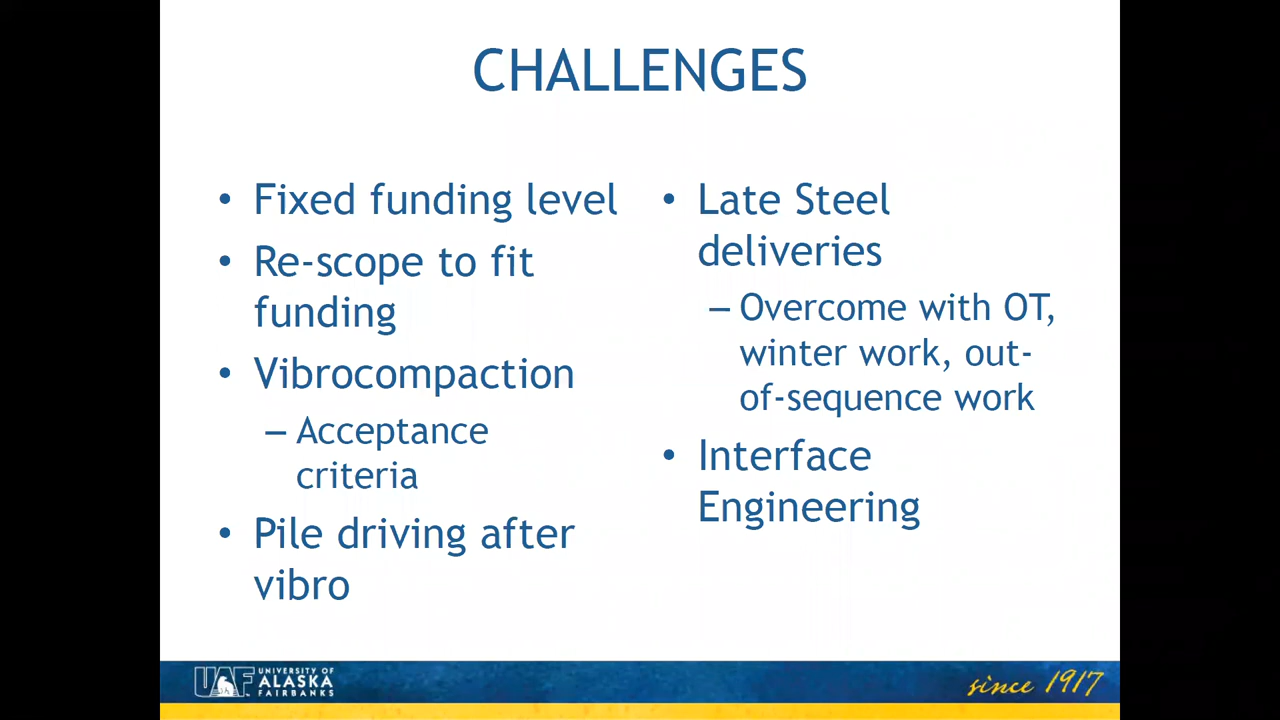 CHALLENGES
• Fixed funding level
• Re-scope to fit
funding
• Vibrocompaction
– Acceptance
criteria
• Pile driving after
vibro
• Late Steel
deliveries
– Overcome with OT,
winter work, out-
of-sequence work
• Interface
Engineering
UAF
UNIVERSITY OF
ALASKA
FAIRBANKS
since 1917